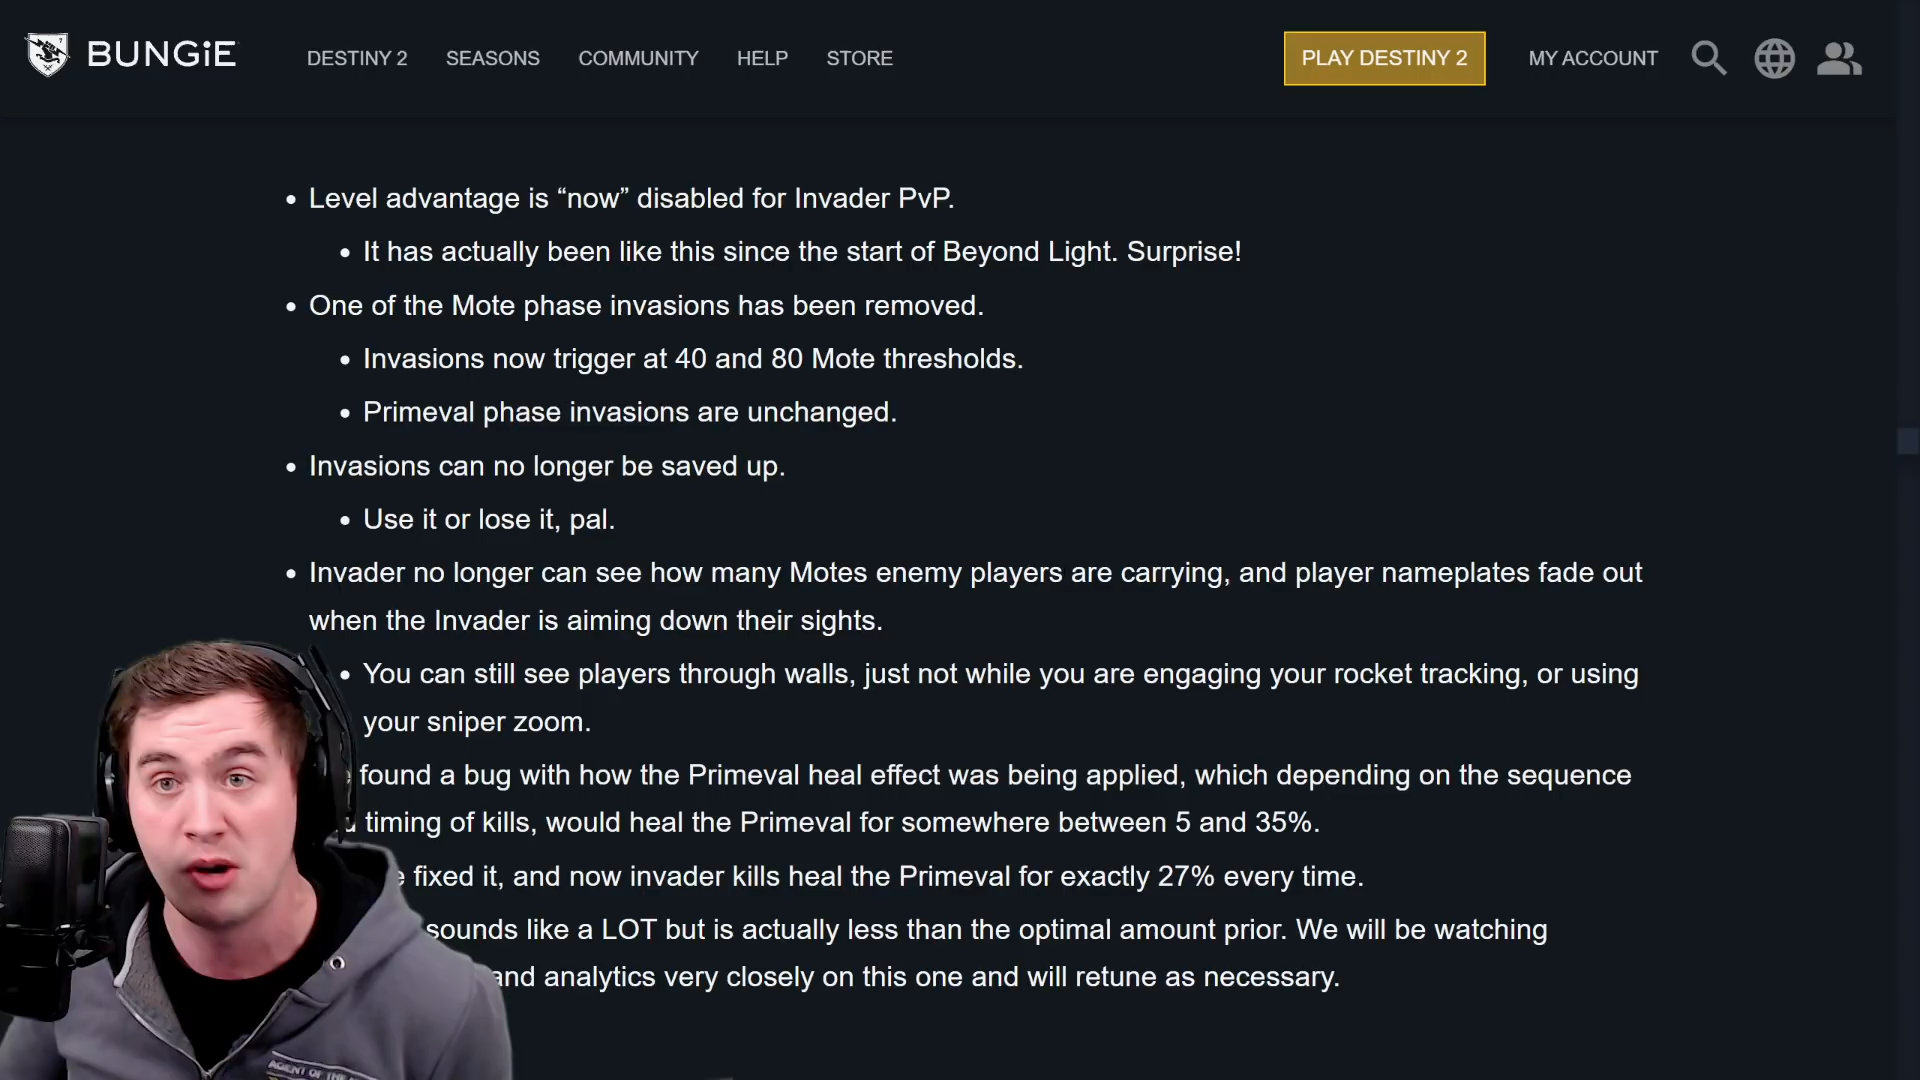 BUNGiE
DESTINY 2 SEASONS COMMUNITY HELP STORE
PLAY DESTINY 2
MY ACCOUNT
• Level advantage is “now” disabled for Invader PvP.
• It has actually been like this since the start of Beyond Light. Surprise!
• One of the Mote phase invasions has been removed.
• Invasions now trigger at 40 and 80 Mote thresholds.
• Primeval phase invasions are unchanged.
• Invasions can no longer be saved up.
• Use it or lose it, pal.
• Invader no longer can see how many Motes enemy players are carrying, and player nameplates fade out
when the Invader is aiming down their sights.
• You can still see players through walls, just not while you are engaging your rocket tracking, or using
your sniper zoom.
found a bug with how the Primeval heal effect was being applied, which depending on the sequence
timing of kills, would heal the Primeval for somewhere between 5 and 35%.
fixed it, and now invader kills heal the Primeval for exactly 27% every time.
sounds like a LOT but is actually less than the optimal amount prior. We will be watching
and analytics very closely on this one and will retune as necessary.
AGENT OF THE